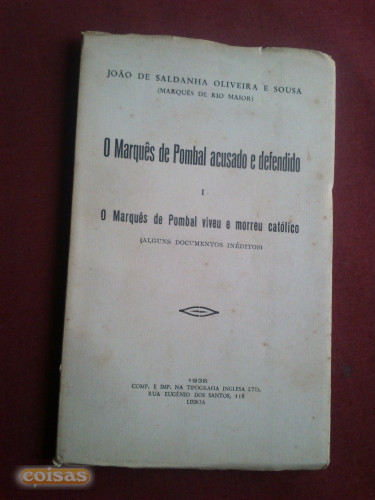 JOÃO DE SALDANHA OLIVEIRA E SOUSA
(MARQUÊS DE RIO MAIOR)
O Marquês de Pombal acusado e defendido
I
O Marquês de Pombal viveu e morreu católico
(ALGUNS DOCUMENTOS INÉDITOS)
COMP. E IMP. NA TIPOGRAFIA INGLESA LTD.
RUA EUGÉNIO DOS SANTOS, 118
LISBOA
coisas